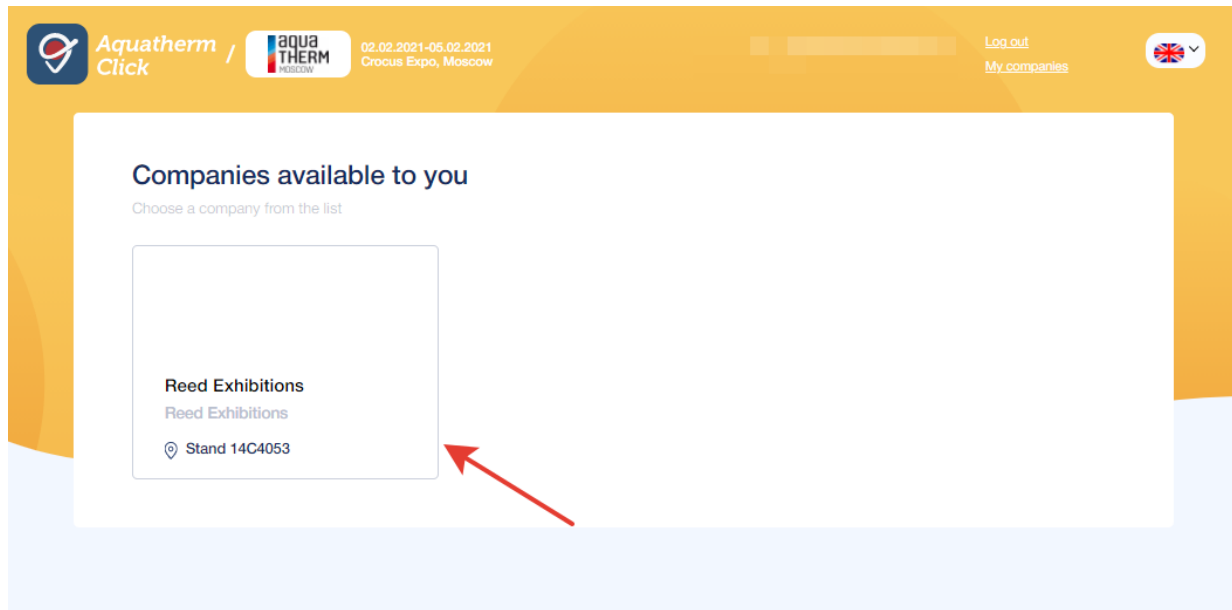 Aquatherm
Click
/
aqua
THERM
MOSCOW
02.02.2021-05.02.2021
Crocus Expo, Moscow
Log out
My companies
Companies available to you
Choose a company from the list
Reed Exhibitions
Reed Exhibitions
Stand 14C4053